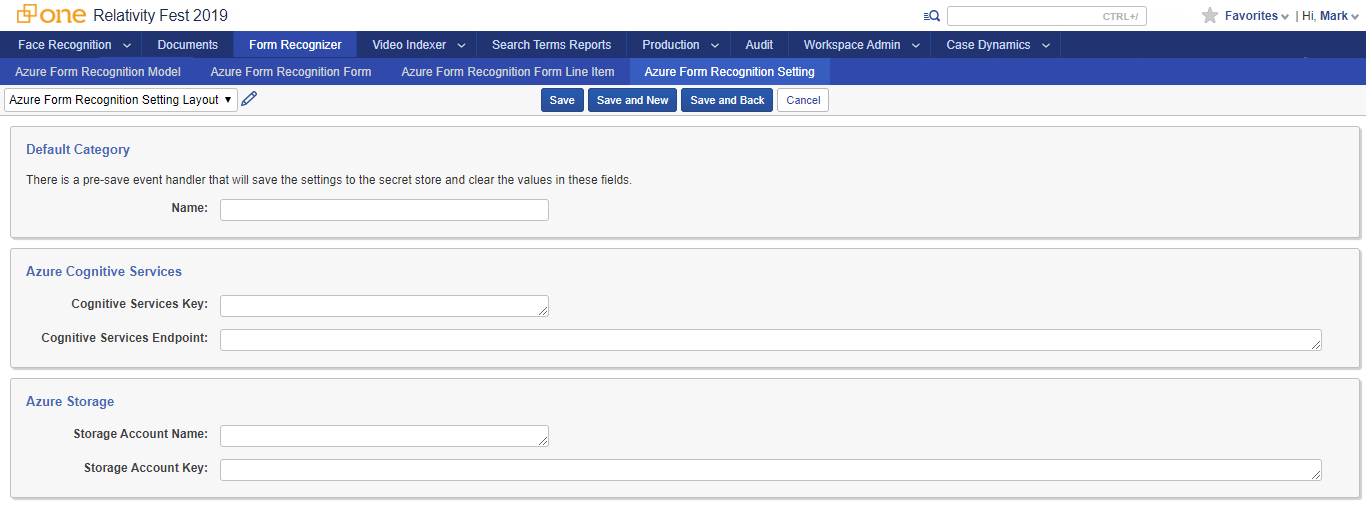 one Relativity Fest 2019
CTRL+/
Favorites | Hi, Mark
Face Recognition Documents Form Recognizer Video Indexer Search Terms Reports Production Audit Workspace Admin Case Dynamics
Azure Form Recognition Model Azure Form Recognition Form Azure Form Recognition Form Line Item Azure Form Recognition Setting
Azure Form Recognition Setting Layout Save Save and New Save and Back Cancel
Default Category
There is a pre-save event handler that will save the settings to the secret store and clear the values in these fields.
Name:
Azure Cognitive Services
Cognitive Services Key:
Cognitive Services Endpoint:
Azure Storage
Storage Account Name:
Storage Account Key: